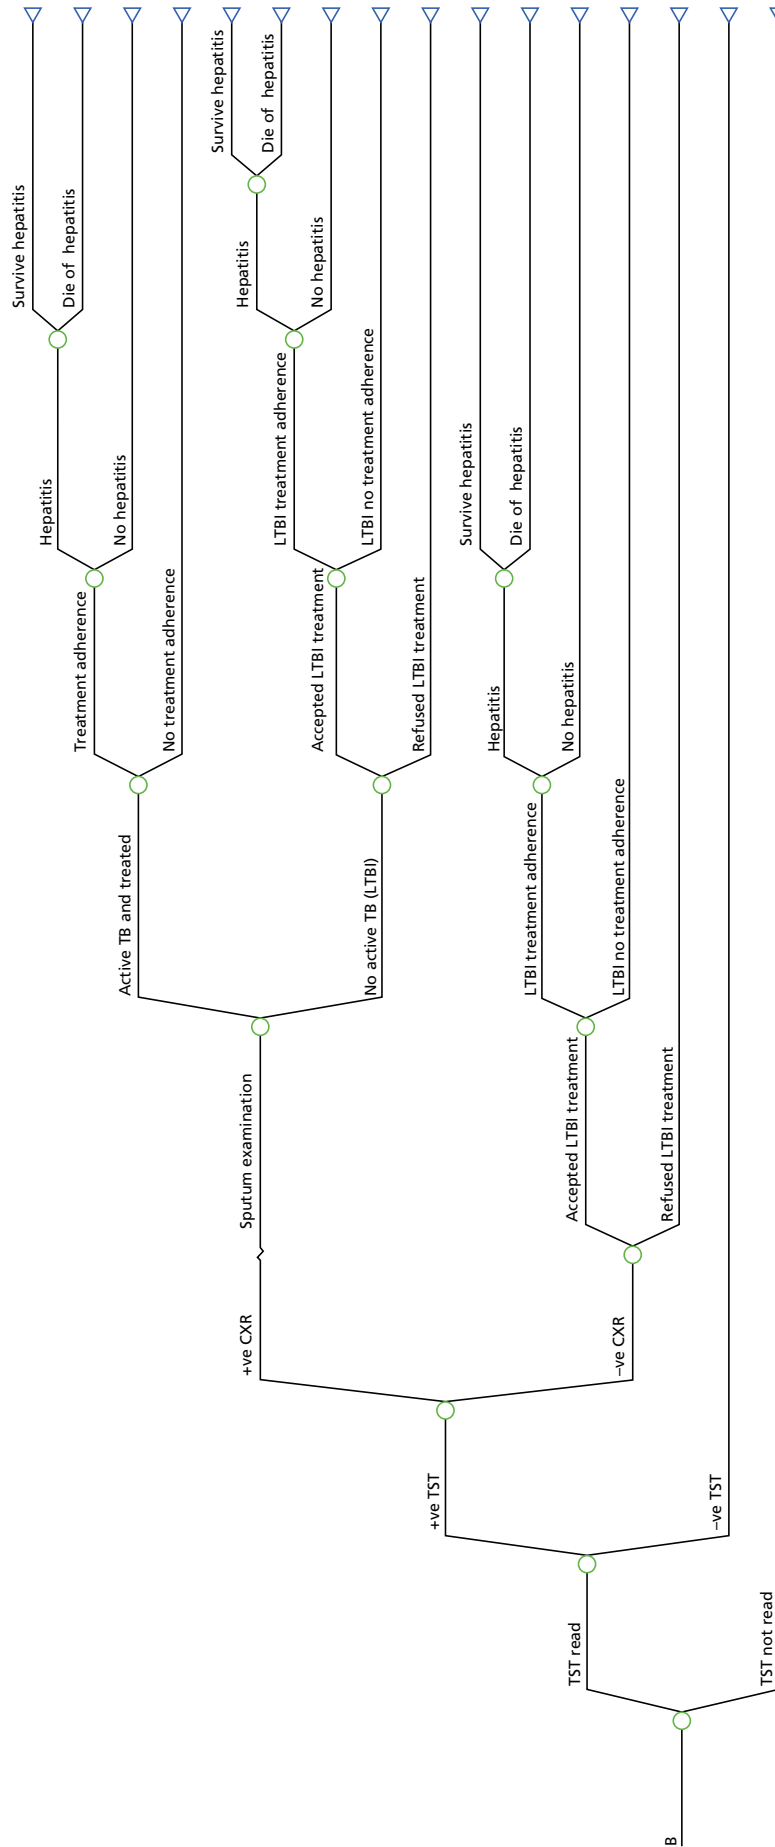 Survive hepatitis
Hepatitis
Die of hepatitis
Treatment adherence
No hepatitis
Active TB and treated
No treatment adherence
Survive hepatitis
+ve CXR
Sputum examination
Hepatitis
Die of hepatitis
LTBI treatment adherence
Accepted LTBI treatment
No hepatitis
No active TB (LTBI)
LTBI no treatment adherence
Refused LTBI treatment
+ve TST
Survive hepatitis
Hepatitis
Die of hepatitis
LTBI treatment adherence
No hepatitis
TST read
Accepted LTBI treatment
–ve CXR
LTBI no treatment adherence
Refused LTBI treatment
B
–ve TST
TST not read